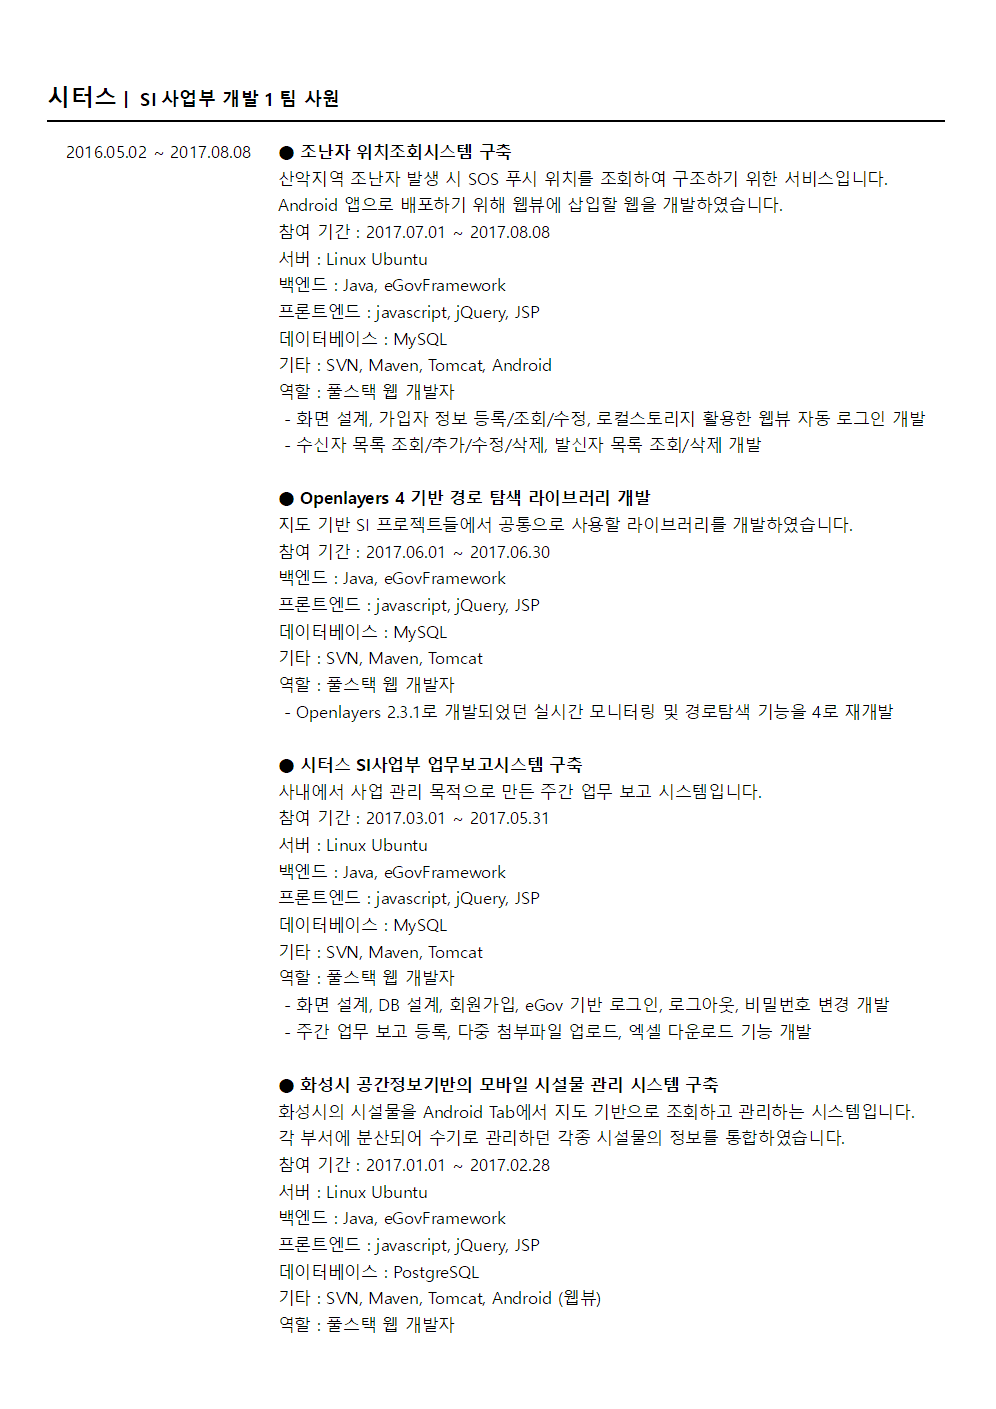 시터스 | SI 사업부 개발 1 팀 사원
2016.05.02 ~ 2017.08.08
● 조난자 위치조회시스템 구축
산악지역 조난자 발생 시 SOS 푸시 위치를 조회하여 구조하기 위한 서비스입니다.
Android 앱으로 배포하기 위해 웹뷰에 삽입할 웹을 개발하였습니다.
참여 기간 : 2017.07.01 ~ 2017.08.08
서버 : Linux Ubuntu
백엔드 : Java, eGovFramework
프론트엔드 : javascript, jQuery, JSP
데이터베이스 : MySQL
기타 : SVN, Maven, Tomcat, Android
역할 : 풀스택 웹 개발자
- 화면 설계, 가입자 정보 등록/조회/수정, 로컬스토리지 활용한 웹뷰 자동 로그인 개발
- 수신자 목록 조회/추가/수정/삭제, 발신자 목록 조회/삭제 개발
● Openlayers 4 기반 경로 탐색 라이브러리 개발
지도 기반 SI 프로젝트들에서 공통으로 사용할 라이브러리를 개발하였습니다.
참여 기간 : 2017.06.01 ~ 2017.06.30
백엔드 : Java, eGovFramework
프론트엔드 : javascript, jQuery, JSP
데이터베이스 : MySQL
기타 : SVN, Maven, Tomcat
역할 : 풀스택 웹 개발자
- Openlayers 2.3.1로 개발되었던 실시간 모니터링 및 경로탐색 기능을 4로 재개발
● 시터스 SI사업부 업무보고시스템 구축
사내에서 사업 관리 목적으로 만든 주간 업무 보고 시스템입니다.
참여 기간 : 2017.03.01 ~ 2017.05.31
서버 : Linux Ubuntu
백엔드 : Java, eGovFramework
프론트엔드 : javascript, jQuery, JSP
데이터베이스 : MySQL
기타 : SVN, Maven, Tomcat
역할 : 풀스택 웹 개발자
- 화면 설계, DB 설계, 회원가입, eGov 기반 로그인, 로그아웃, 비밀번호 변경 개발
- 주간 업무 보고 등록, 다중 첨부파일 업로드, 엑셀 다운로드 기능 개발
● 화성시 공간정보기반의 모바일 시설물 관리 시스템 구축
화성시의 시설물을 Android Tab에서 지도 기반으로 조회하고 관리하는 시스템입니다.
각 부서에 분산되어 수기로 관리하던 각종 시설물의 정보를 통합하였습니다.
참여 기간 : 2017.01.01 ~ 2017.02.28
서버 : Linux Ubuntu
백엔드 : Java, eGovFramework
프론트엔드 : javascript, jQuery, JSP
데이터베이스 : PostgreSQL
기타 : SVN, Maven, Tomcat, Android (웹뷰)
역할 : 풀스택 웹 개발자